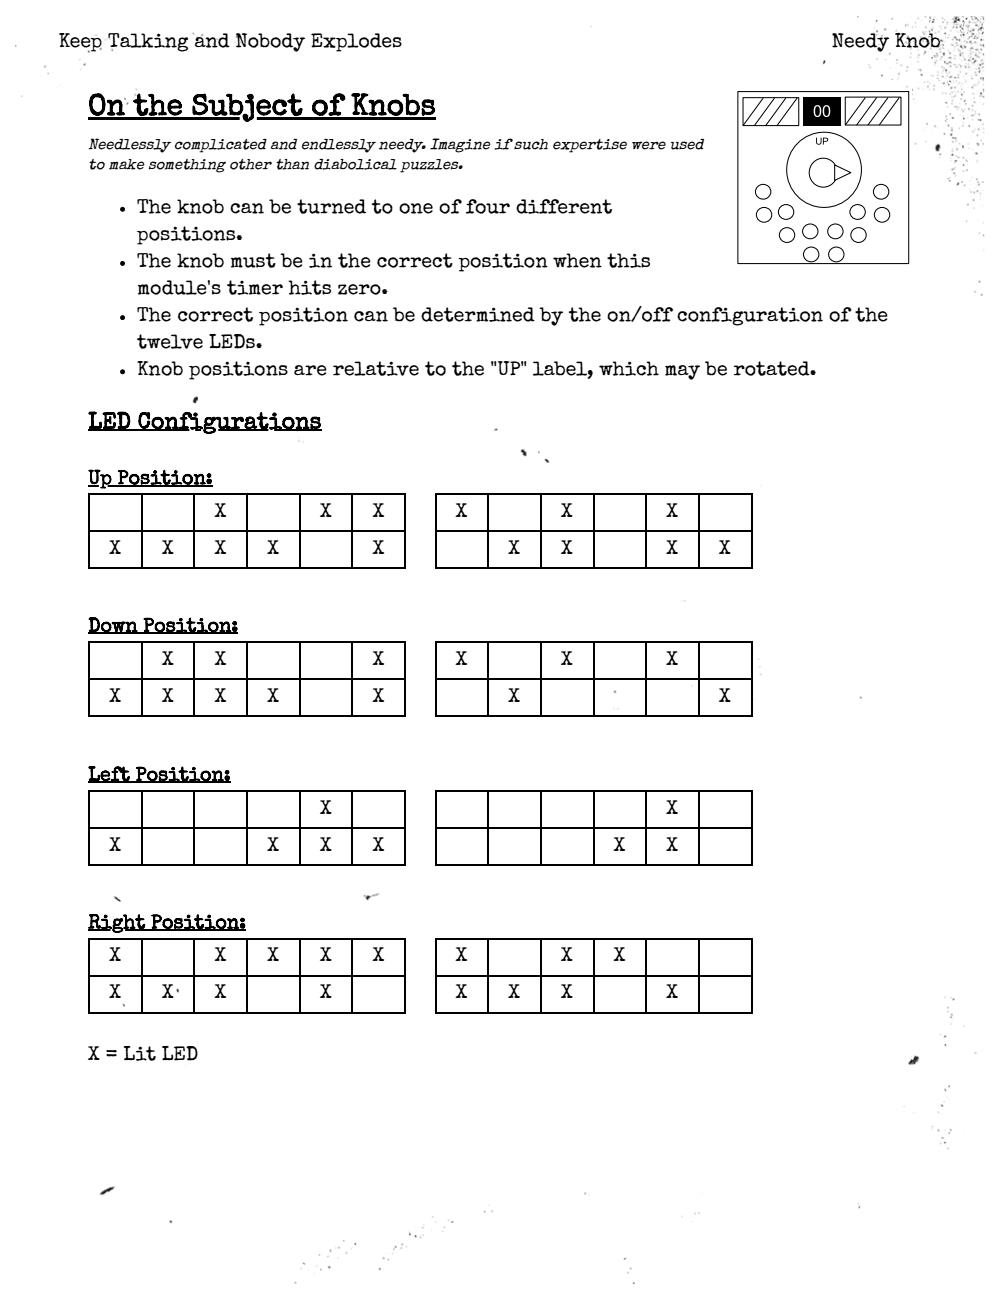 Keep Talking and Nobody Explodes
Needy Knob
On the Subject of Knobs
Needlessly complicated and endlessly needy. Imagine if such expertise were used
to make something other than diabolical puzzles.
00
UP
• The knob can be turned to one of four different
positions.
• The knob must be in the correct position when this
module's timer hits zero.
• The correct position can be determined by the on/off configuration of the
twelve LEDs.
• Knob positions are relative to the "UP" label, which may be rotated.
LED Configurations
Up Position:
X X X
X X X X X
X X X
X X X X
Down Position:
X X X
X X X X X
X X X
X X
Left Position:
X
X X X X
X
X X
Right Position:
X X X X X
X X X X
X X X
X X X X
X = Lit LED